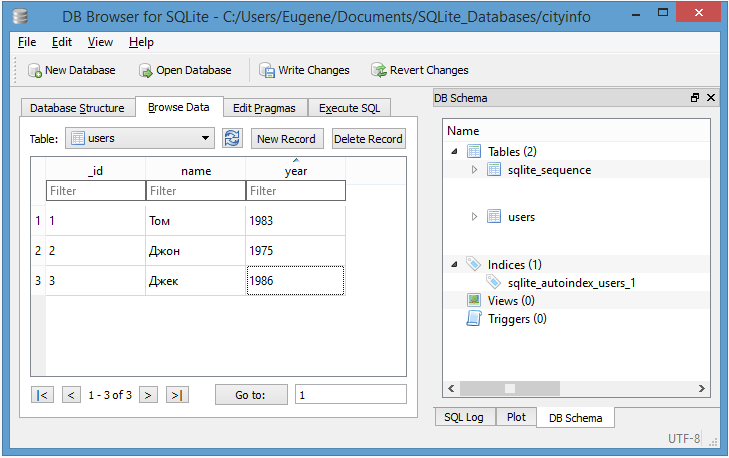 DB Browser for SQLite - C:/Users/Eugene/Documents/SQLite_Databases/cityinfo
File Edit View Help
New Database Open Database Write Changes Revert Changes
Database Structure Browse Data Edit Pragmas Execute SQL
Table: users New Record Delete Record
_id name year
Filter Filter Filter
1 1 Том 1983
2 2 Джон 1975
3 3 Джек 1986
|< < 1 - 3 of 3 > >| Go to: 1
DB Schema
Name
Tables (2)
sqlite_sequence
users
Indices (1)
sqlite_autoindex_users_1
Views (0)
Triggers (0)
< >
SQL Log Plot DB Schema
UTF-8